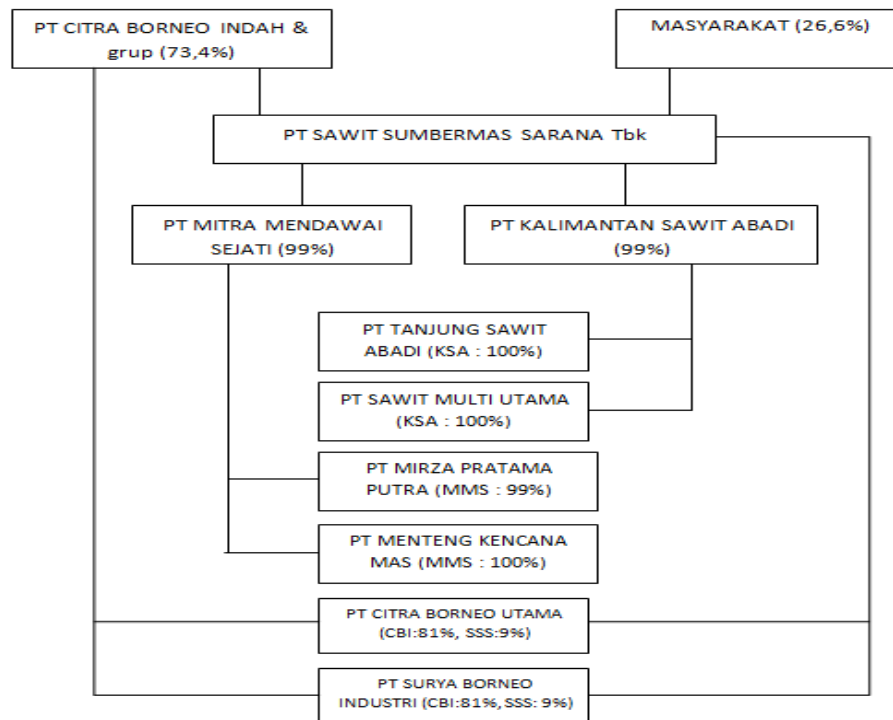 PT CITRA BORNEO INDAH &
grup (73,4%)
MASYARAKAT (26,6%)
PT SAWIT SUMBERMAS SARANA Tbk
PT MITRA MENDAWAI
SEJATI (99%)
PT KALIMANTAN SAWIT ABADI
(99%)
PT TANJUNG SAWIT
ABADI (KSA : 100%)
PT SAWIT MULTI UTAMA
(KSA : 100%)
PT MIRZA PRATAMA
PUTRA (MMS : 99%)
PT MENTENG KENCANA
MAS (MMS : 100%)
PT CITRA BORNEO UTAMA
(CBI:81%, SSS:9%)
PT SURYA BORNEO
INDUSTRI (CBI:81%, SSS: 9%)